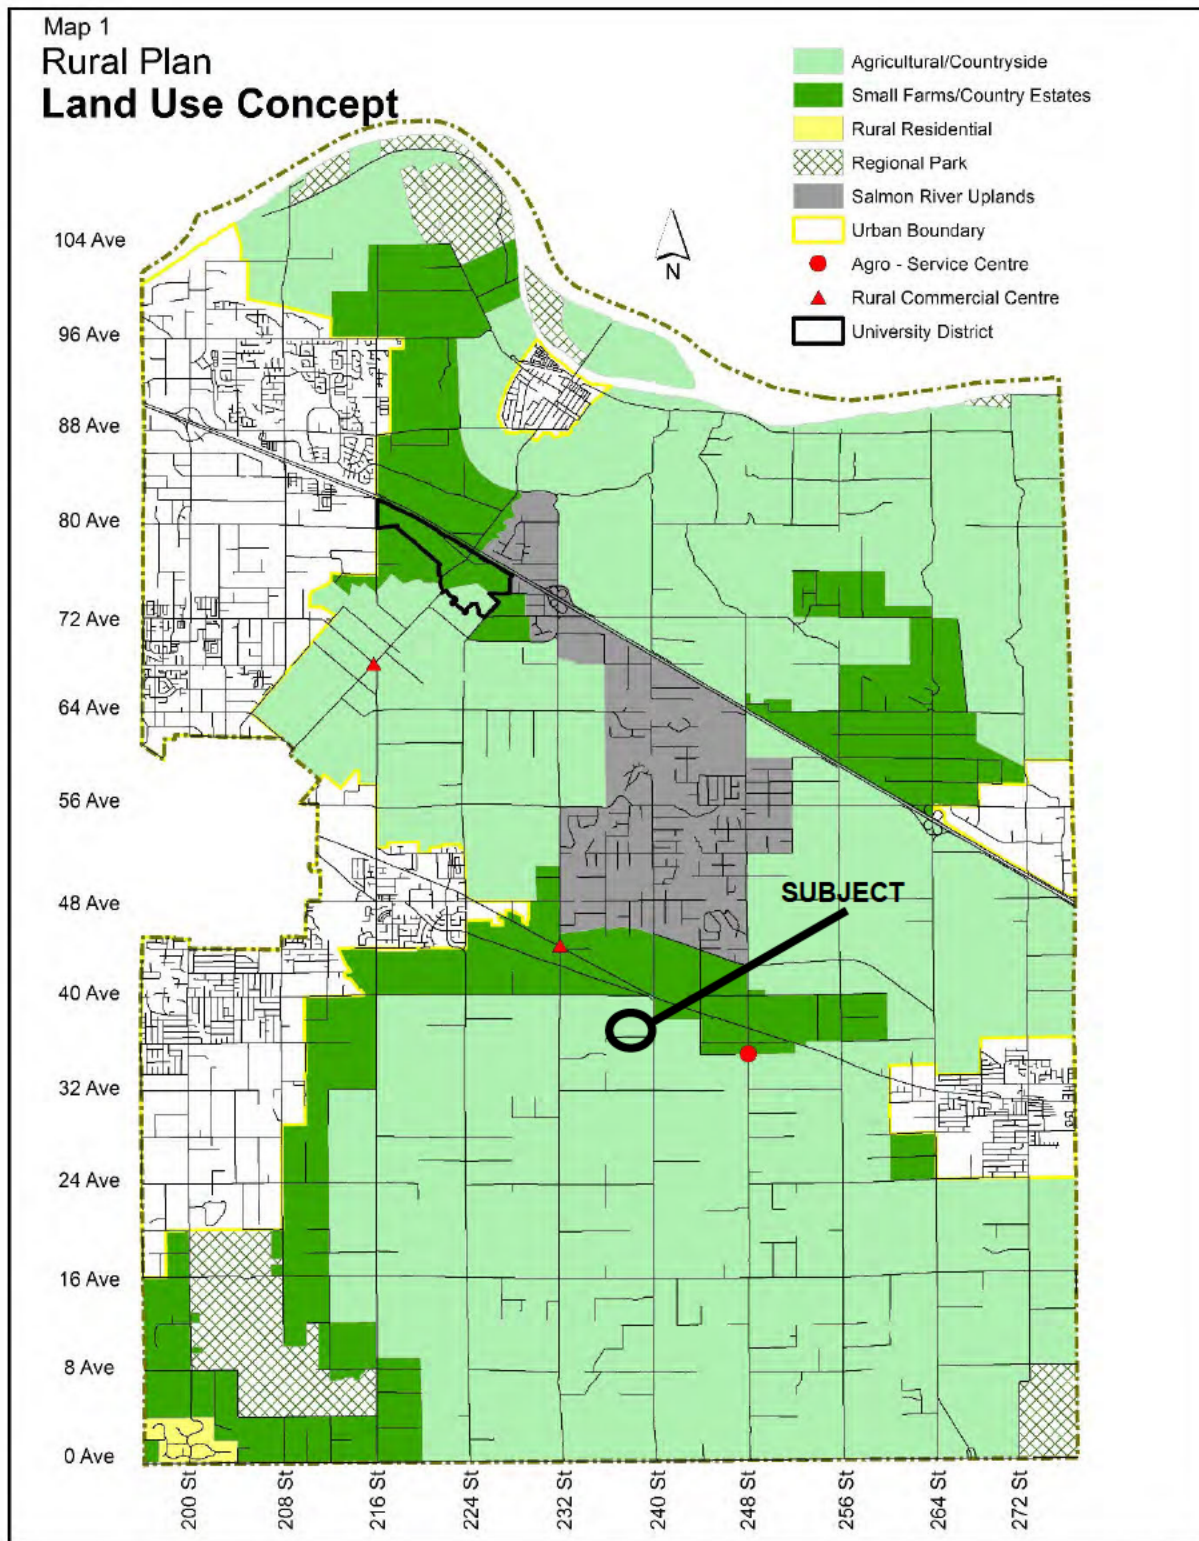 Map 1
Rural Plan
Land Use Concept
Agricultural/Countryside
Small Farms/Country Estates
Rural Residential
Regional Park
Salmon River Uplands
Urban Boundary
Agro - Service Centre
Rural Commercial Centre
University District
N
104 Ave
96 Ave
88 Ave
80 Ave
72 Ave
64 Ave
56 Ave
48 Ave
40 Ave
32 Ave
24 Ave
16 Ave
8 Ave
0 Ave
SUBJECT
200 St
208 St
216 St
224 St
232 St
240 St
248 St
256 St
264 St
272 St